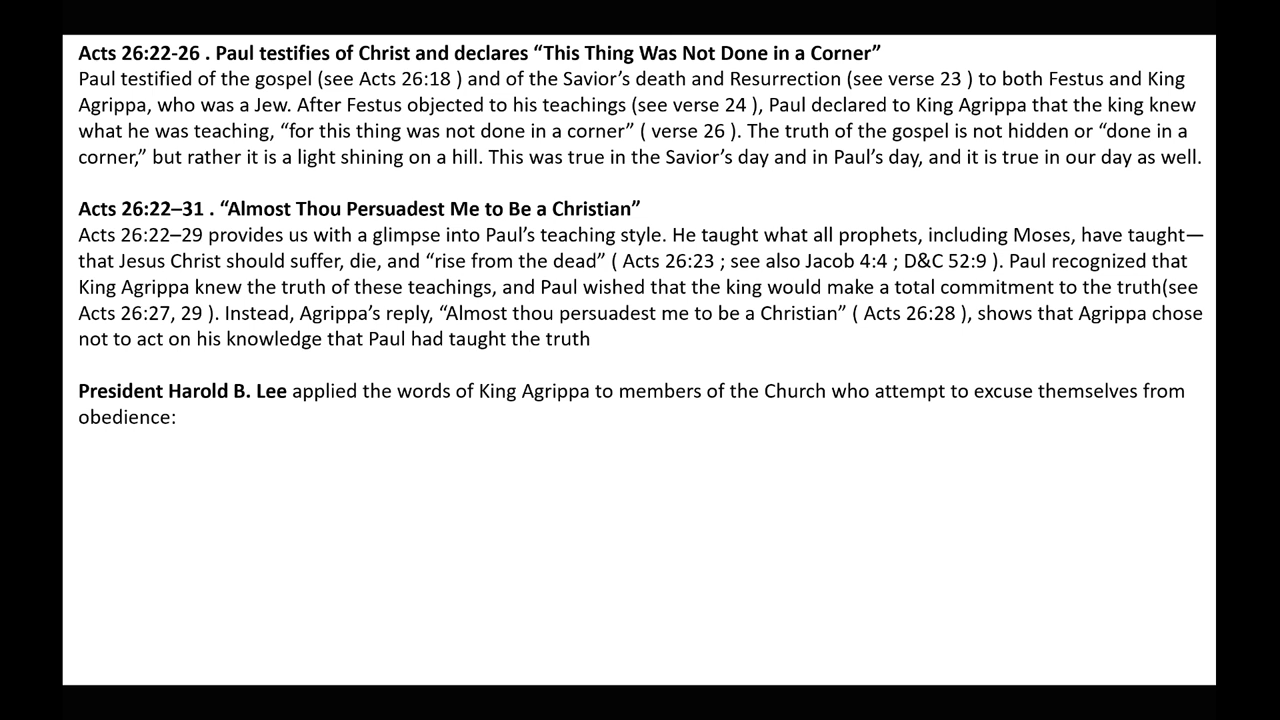 Acts 26:22-26 . Paul testifies of Christ and declares “This Thing Was Not Done in a Corner”
Paul testified of the gospel (see Acts 26:18 ) and of the Savior’s death and Resurrection (see verse 23 ) to both Festus and King
Agrippa, who was a Jew. After Festus objected to his teachings (see verse 24 ), Paul declared to King Agrippa that the king knew
what he was teaching, “for this thing was not done in a corner” ( verse 26 ). The truth of the gospel is not hidden or “done in a
corner,” but rather it is a light shining on a hill. This was true in the Savior’s day and in Paul’s day, and it is true in our day as well.
Acts 26:22–31 . “Almost Thou Persuadest Me to Be a Christian”
Acts 26:22–29 provides us with a glimpse into Paul’s teaching style. He taught what all prophets, including Moses, have taught—
that Jesus Christ should suffer, die, and “rise from the dead” ( Acts 26:23 ; see also Jacob 4:4 ; D&C 52:9 ). Paul recognized that
King Agrippa knew the truth of these teachings, and Paul wished that the king would make a total commitment to the truth(see
Acts 26:27, 29 ). Instead, Agrippa’s reply, “Almost thou persuadest me to be a Christian” ( Acts 26:28 ), shows that Agrippa chose
not to act on his knowledge that Paul had taught the truth
President Harold B. Lee applied the words of King Agrippa to members of the Church who attempt to excuse themselves from
obedience: